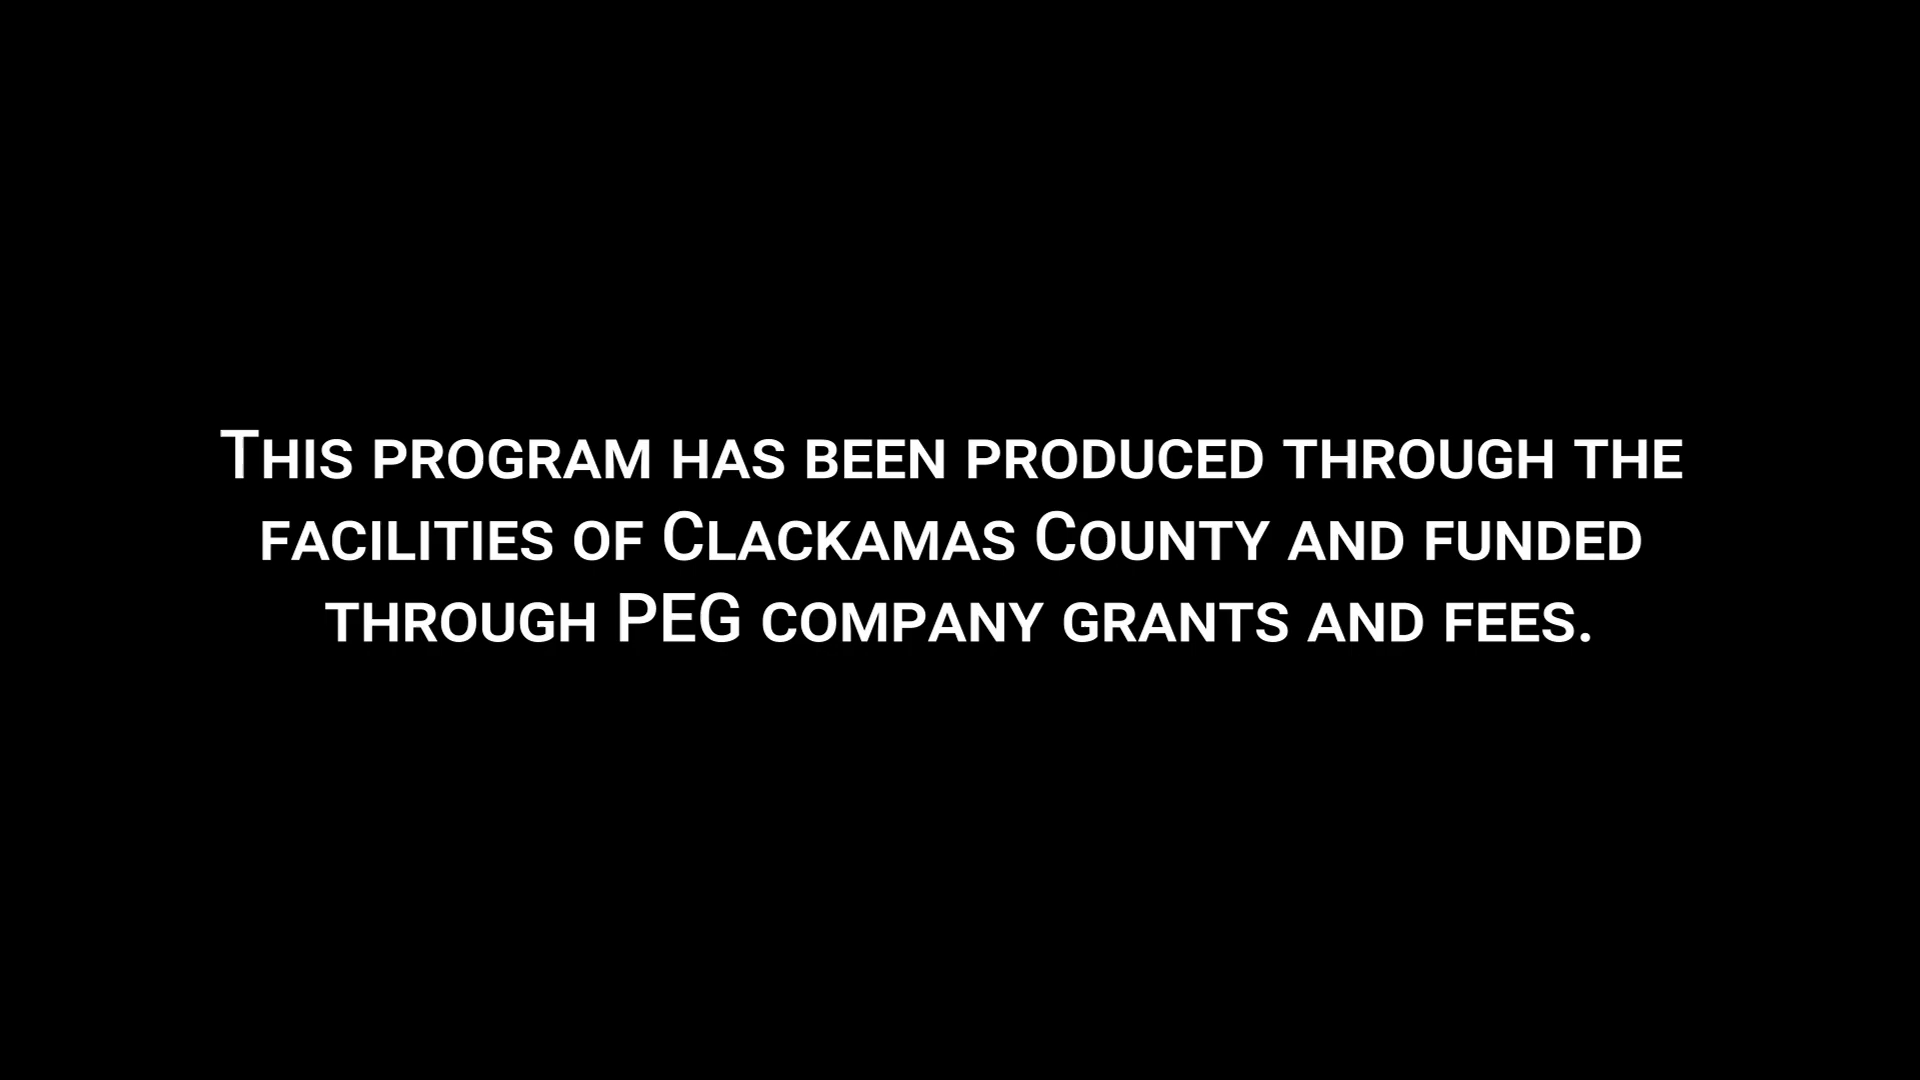 This program has been produced through the
facilities of Clackamas County and funded
through PEG company grants and fees.